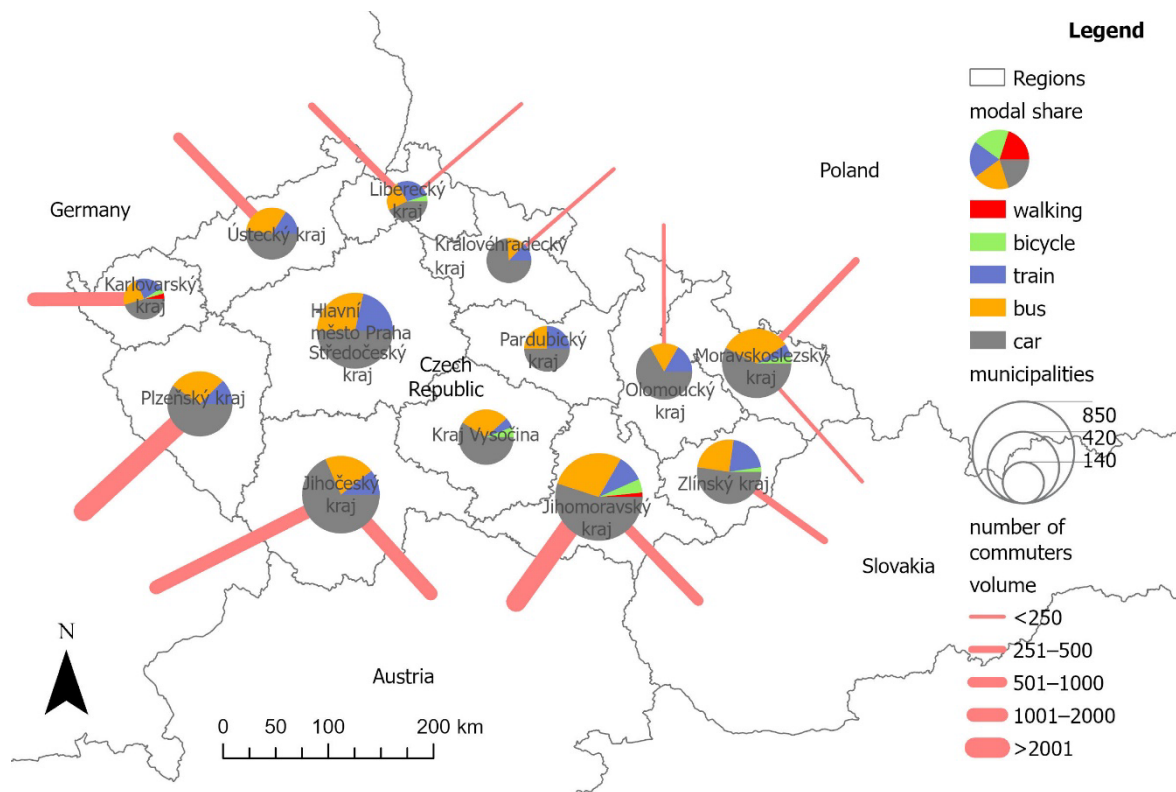 Legend
Regions
modal share
walking
bicycle
train
bus
car
municipalities
850
420
140
number of
commuters
volume
<250
251–500
501–1000
1001–2000
>2001
Germany
Poland
Liberecký
kraj
Ústecký kraj
Královéhradecký
kraj
Karlovarský
kraj
Hlavní
město Praha
Středočeský
kraj
Czech
Republic
Pardubický
kraj
Moravskoslezský
kraj
Olomoucký
kraj
Plzeňský kraj
Kraj Vysočina
Zlínský kraj
Jihočeský
kraj
Jihomoravský
kraj
Slovakia
Austria
N
0 50 100 200 km